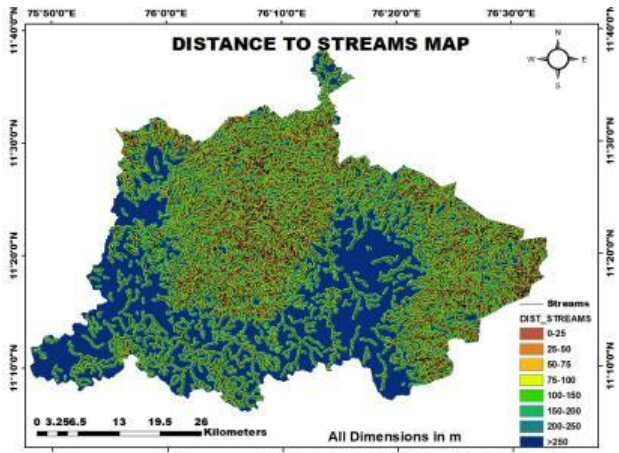 75°50'0"E 76°0'0"E 76°10'0"E 76°20'0"E 76°30'0"E
DISTANCE TO STREAMS MAP
N
W E
S
11°40'0"N 11°40'0"N
11°30'0"N 11°30'0"N
11°20'0"N 11°20'0"N
11°10'0"N 11°10'0"N
Streams
DIST_STREAMS
0-25
25-50
50-75
75-100
100-150
150-200
200-250
>250
0 3.256.5 13 19.5 26
Kilometers
All Dimensions in m